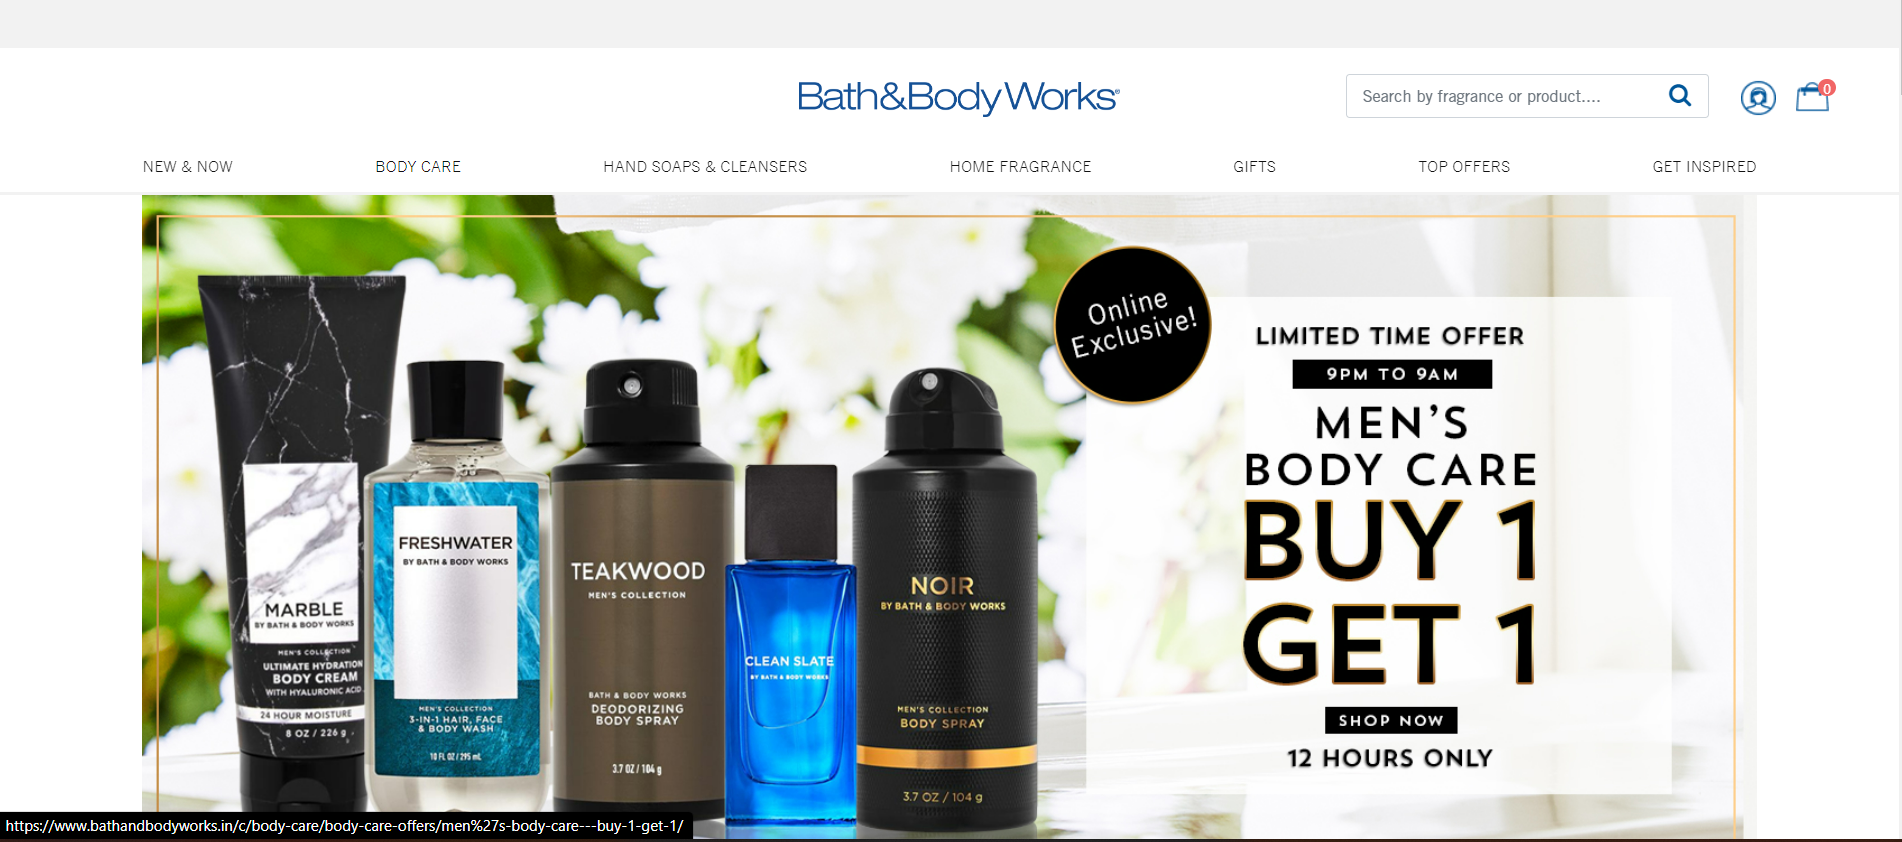 Bath&Body Works®
Search by fragrance or product....
0
NEW & NOW
BODY CARE
HAND SOAPS & CLEANSERS
HOME FRAGRANCE
GIFTS
TOP OFFERS
GET INSPIRED
Online
Exclusive!
LIMITED TIME OFFER
9PM TO 9AM
MEN'S
BODY CARE
BUY 1
GET 1
SHOP NOW
12 HOURS ONLY
MARBLE
BY BATH & BODY WORKS
MEN'S COLLECTION
ULTIMATE HYDRATION
BODY CREAM
WITH HYALURONIC ACID
24 HOUR MOISTURE
8 OZ / 226 g
FRESHWATER
BY BATH & BODY WORKS
MEN'S COLLECTION
3-IN-1 HAIR, FACE
& BODY WASH
10 FL OZ / 295 mL
TEAKWOOD
MEN'S COLLECTION
BATH & BODY WORKS
DEODORIZING
BODY SPRAY
3.7 OZ / 104 g
CLEAN SLATE
BY BATH & BODY WORKS
NOIR
BY BATH & BODY WORKS
MEN'S COLLECTION
BODY SPRAY
3.7 OZ / 104 g
https://www.bathandbodyworks.in/c/body-care/body-care-offers/men%27s-body-care---buy-1-get-1/